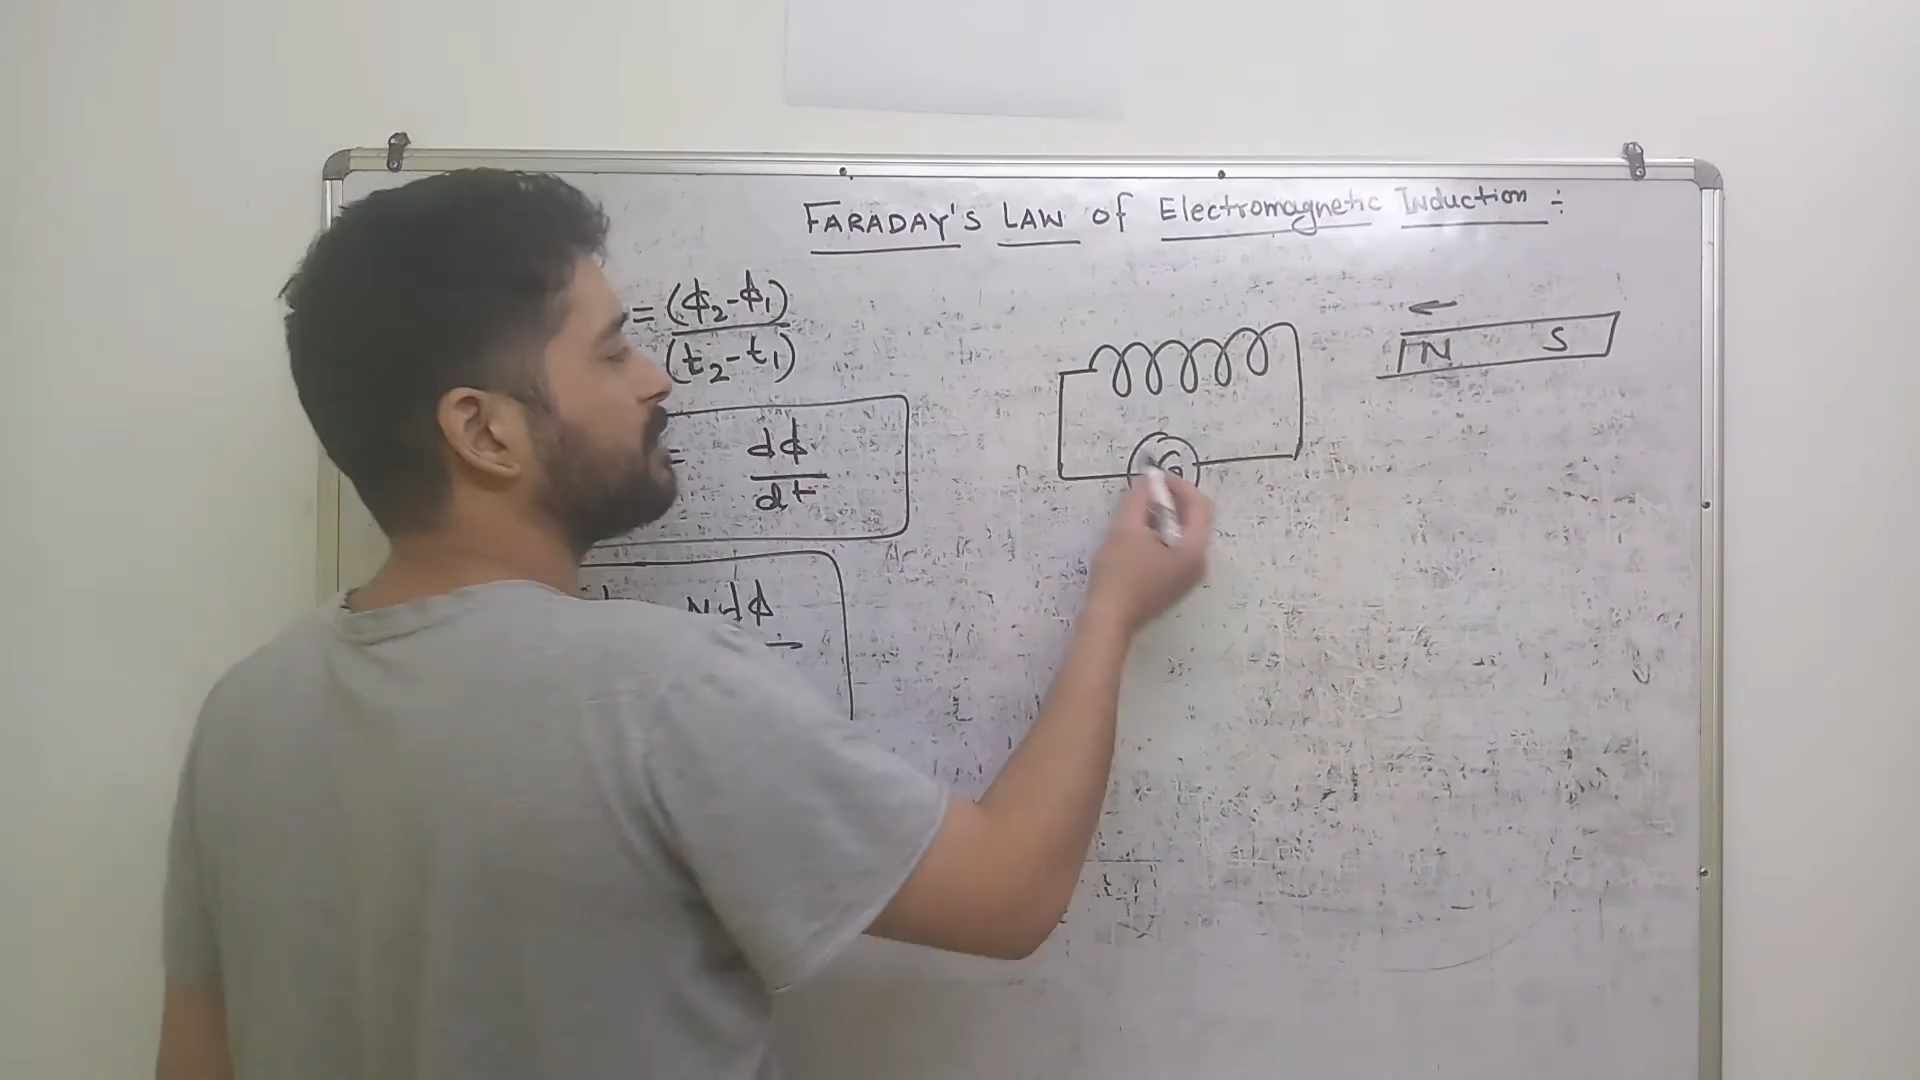 FARADAY'S LAW of Electromagnetic Induction :-
= (ϕ₂-ϕ₁)
(t₂-t₁)
N S
= dϕ
dt
G
Ndϕ